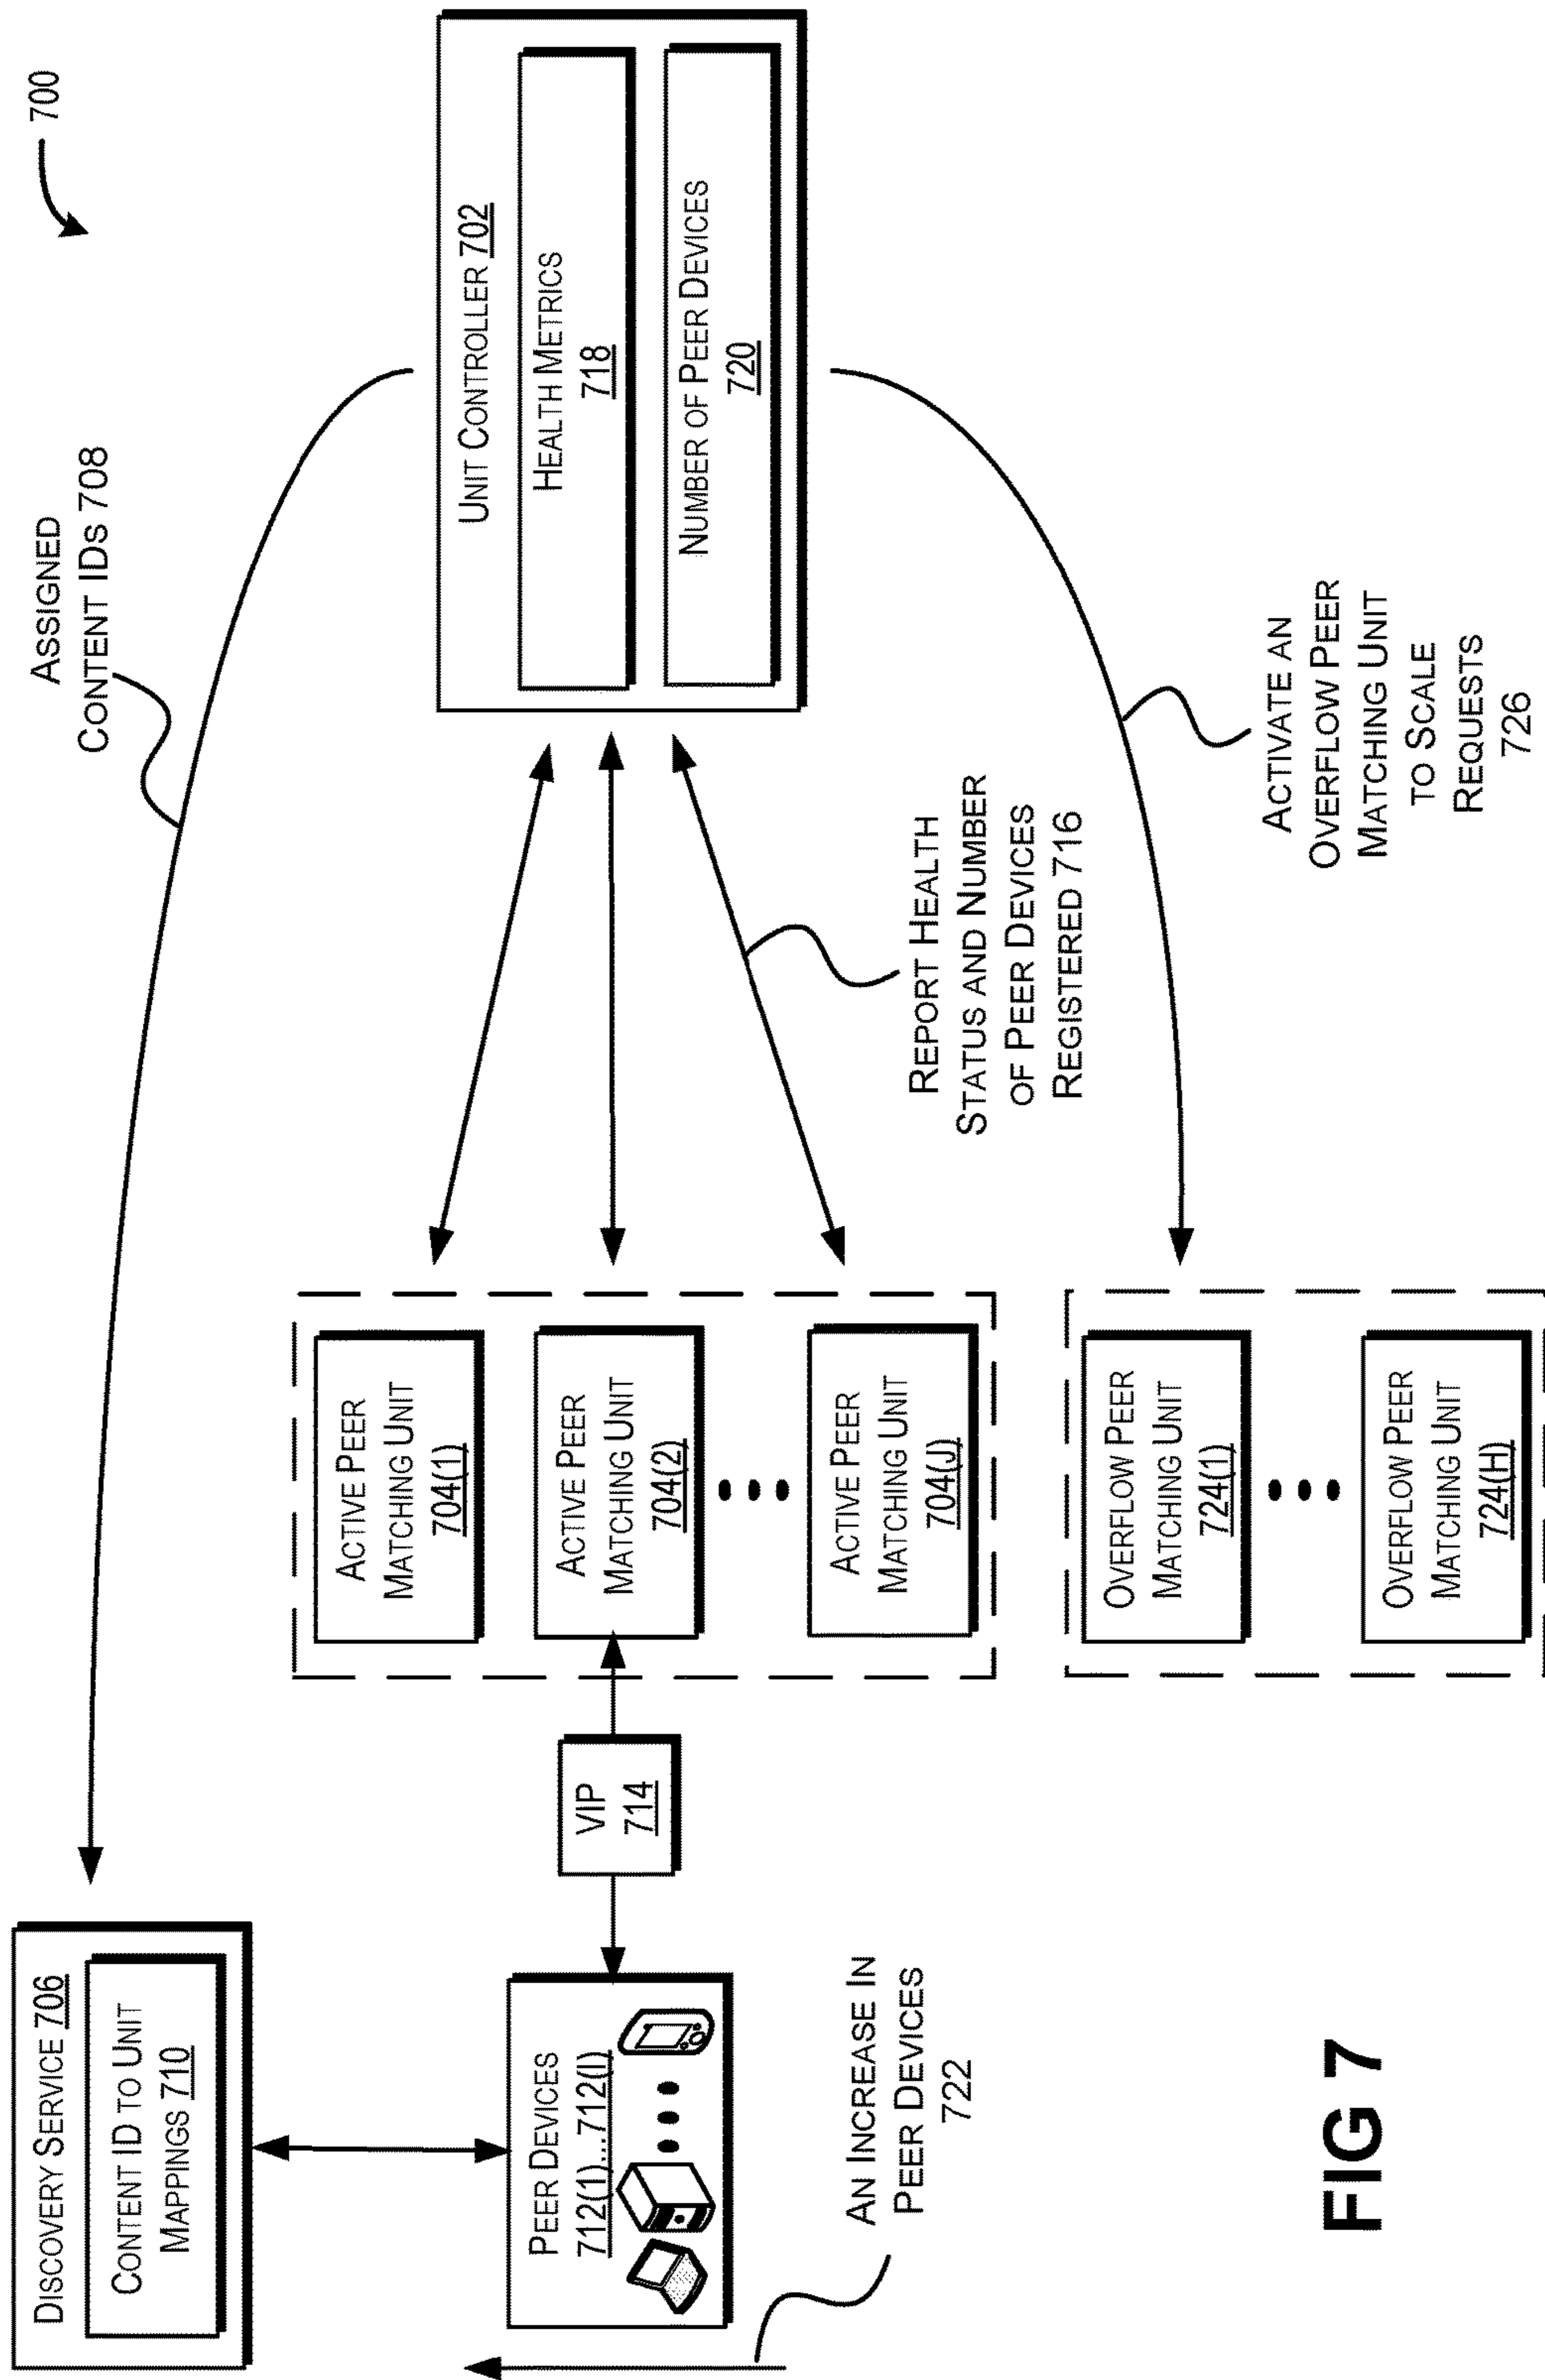 700
ASSIGNED
CONTENT IDS 708
DISCOVERY SERVICE 706
CONTENT ID TO UNIT
MAPPINGS 710
UNIT CONTROLLER 702
HEALTH METRICS
718
NUMBER OF PEER DEVICES
720
ACTIVE PEER
MATCHING UNIT
704(1)
ACTIVE PEER
MATCHING UNIT
704(2)
ACTIVE PEER
MATCHING UNIT
704(J)
VIP
714
PEER DEVICES
712(1)...712(I)
REPORT HEALTH
STATUS AND NUMBER
OF PEER DEVICES
REGISTERED 716
AN INCREASE IN
PEER DEVICES
722
OVERFLOW PEER
MATCHING UNIT
724(1)
OVERFLOW PEER
MATCHING UNIT
724(H)
ACTIVATE AN
OVERFLOW PEER
MATCHING UNIT
TO SCALE
REQUESTS
726
FIG 7